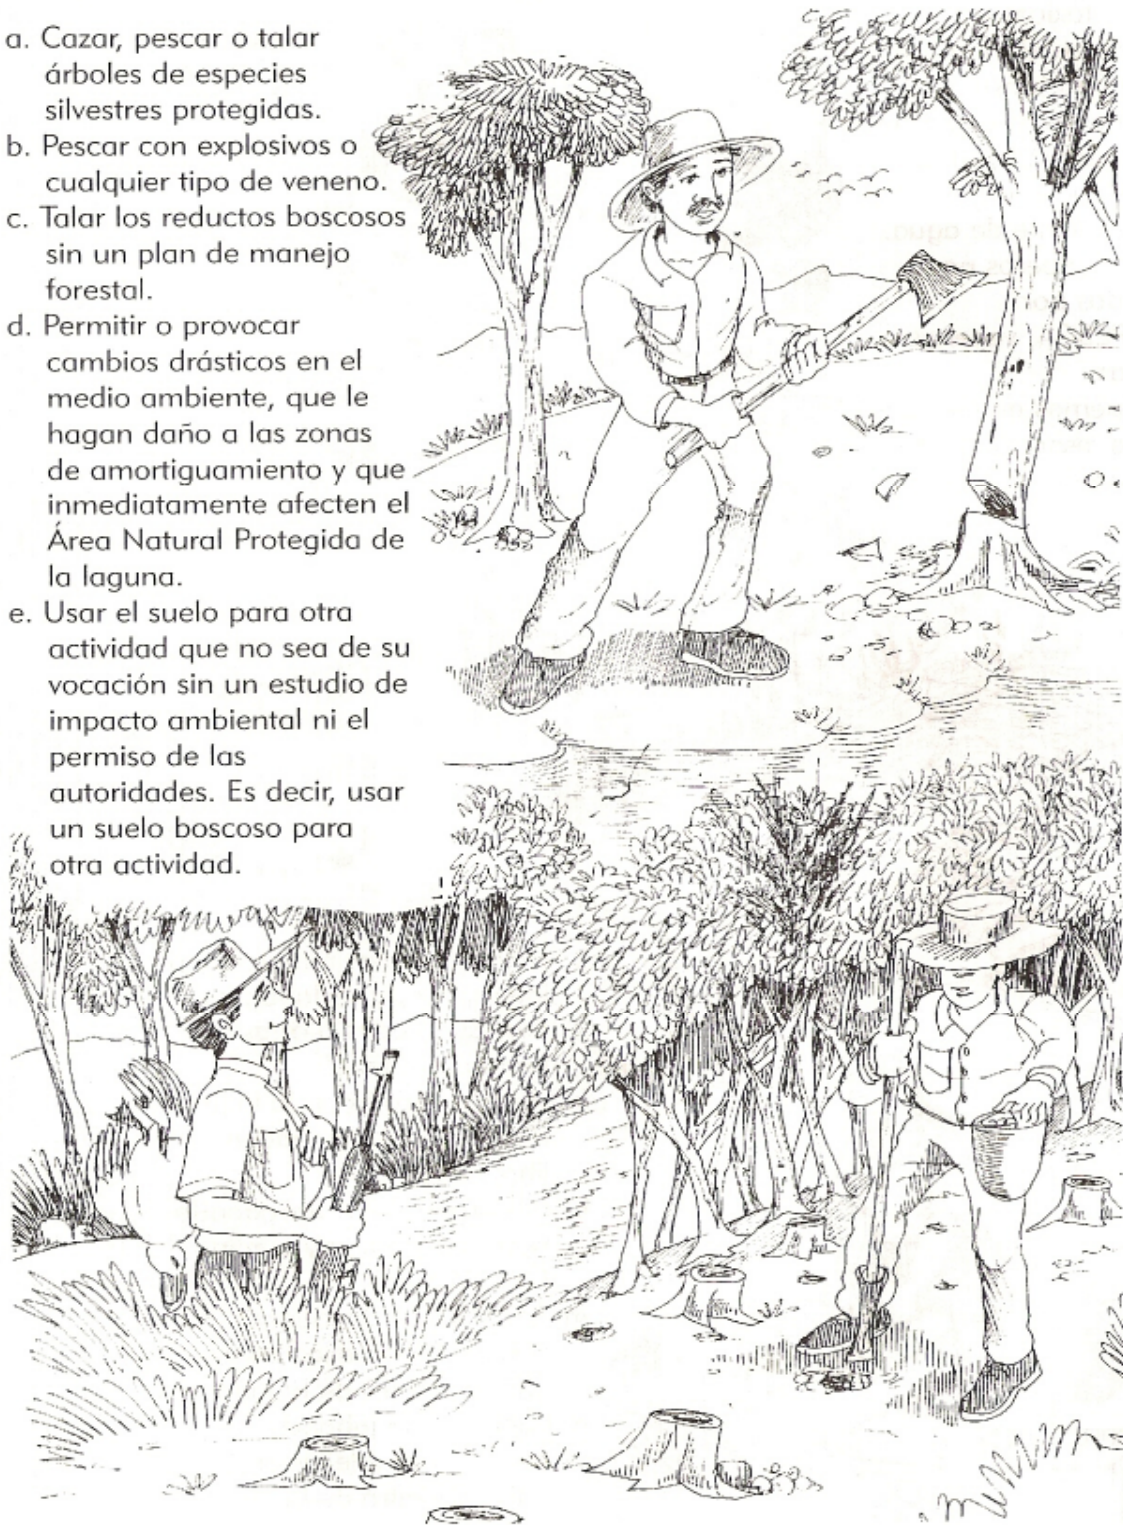 a. Cazar, pescar o talar
árboles de especies
silvestres protegidas.
b. Pescar con explosivos o
cualquier tipo de veneno.
c. Talar los reductos boscosos
sin un plan de manejo
forestal.
d. Permitir o provocar
cambios drásticos en el
medio ambiente, que le
hagan daño a las zonas
de amortiguamiento y que
inmediatamente afecten el
Área Natural Protegida de
la laguna.
e. Usar el suelo para otra
actividad que no sea de su
vocación sin un estudio de
impacto ambiental ni el
permiso de las
autoridades. Es decir, usar
un suelo boscoso para
otra actividad.